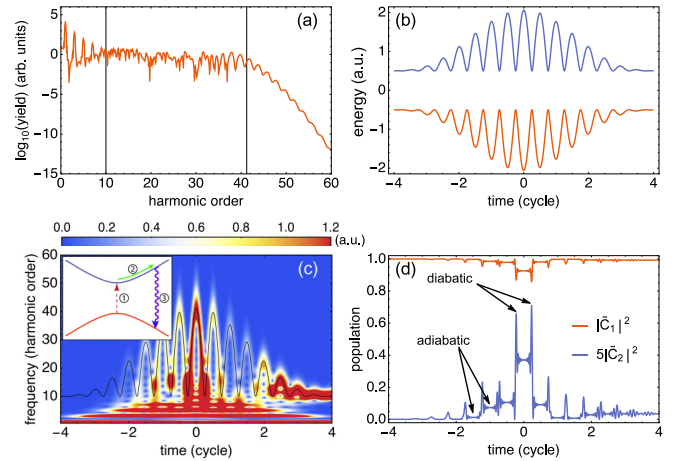 (a)
log₁₀(yield) (arb. units)
5
0
-5
-10
-15
0 10 20 30 40 50 60
harmonic order
(b)
energy (a.u.)
2
1
0
-1
-2
-4 -2 0 2 4
time (cycle)
0.0 0.2 0.4 0.6 0.8 1.0 1.2
(a.u.)
(c)
frequency (harmonic order)
60
50
40
30
20
10
① ② ③
-4 -2 0 2 4
time (cycle)
(d)
population
1.0
0.8
0.6
0.4
0.2
0.0
diabatic
adiabatic
|C̃₁|²
5|C̃₂|²
-4 -2 0 2 4
time (cycle)